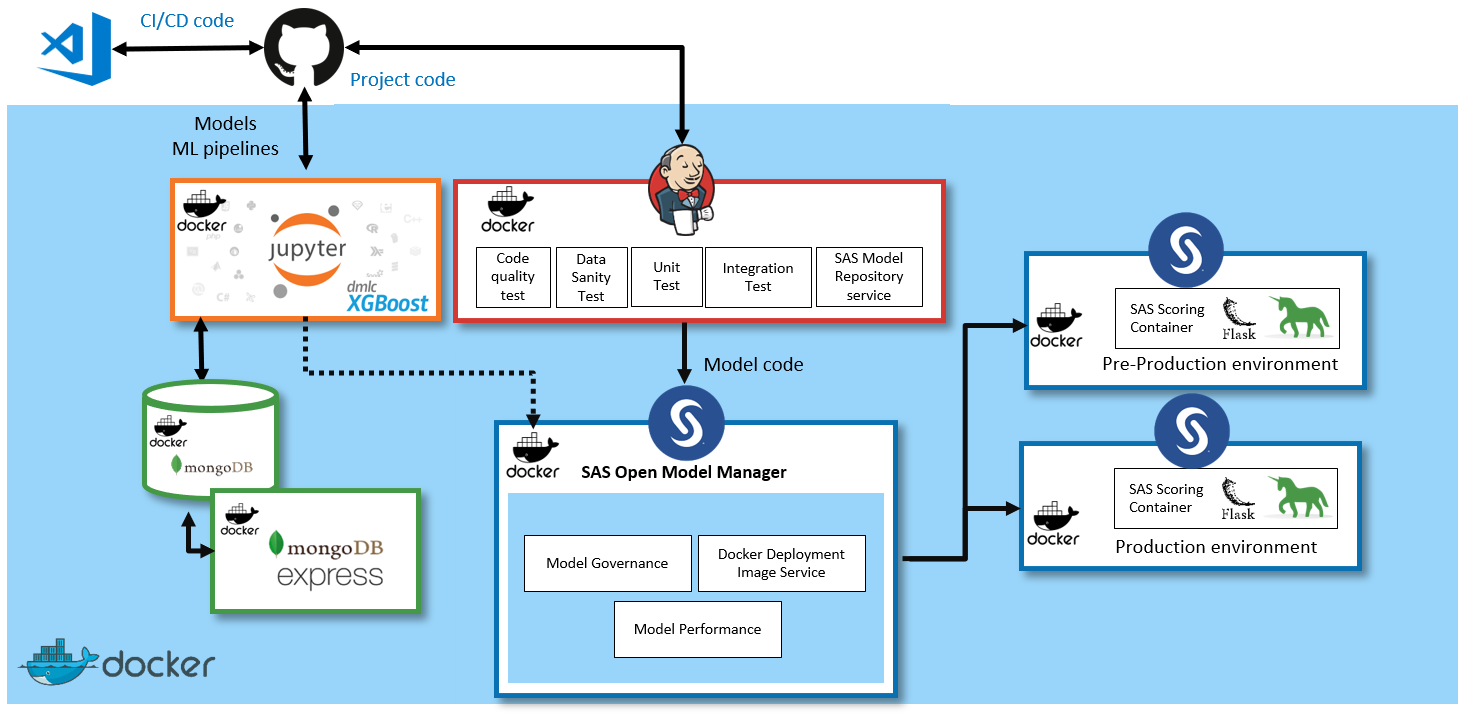 CI/CD code
Project code
Models
ML pipelines
docker
php
C++
R
C#
jupyter
dmlc
XGBoost
docker
Code
quality
test
Data
Sanity
Test
Unit
Test
Integration
Test
SAS Model
Repository
service
Model code
docker
mongoDB
docker
mongoDB
express
docker
SAS Open Model Manager
Model Governance
Docker Deployment
Image Service
Model Performance
docker
SAS Scoring
Container
Flask
Pre-Production environment
docker
SAS Scoring
Container
Flask
Production environment
docker